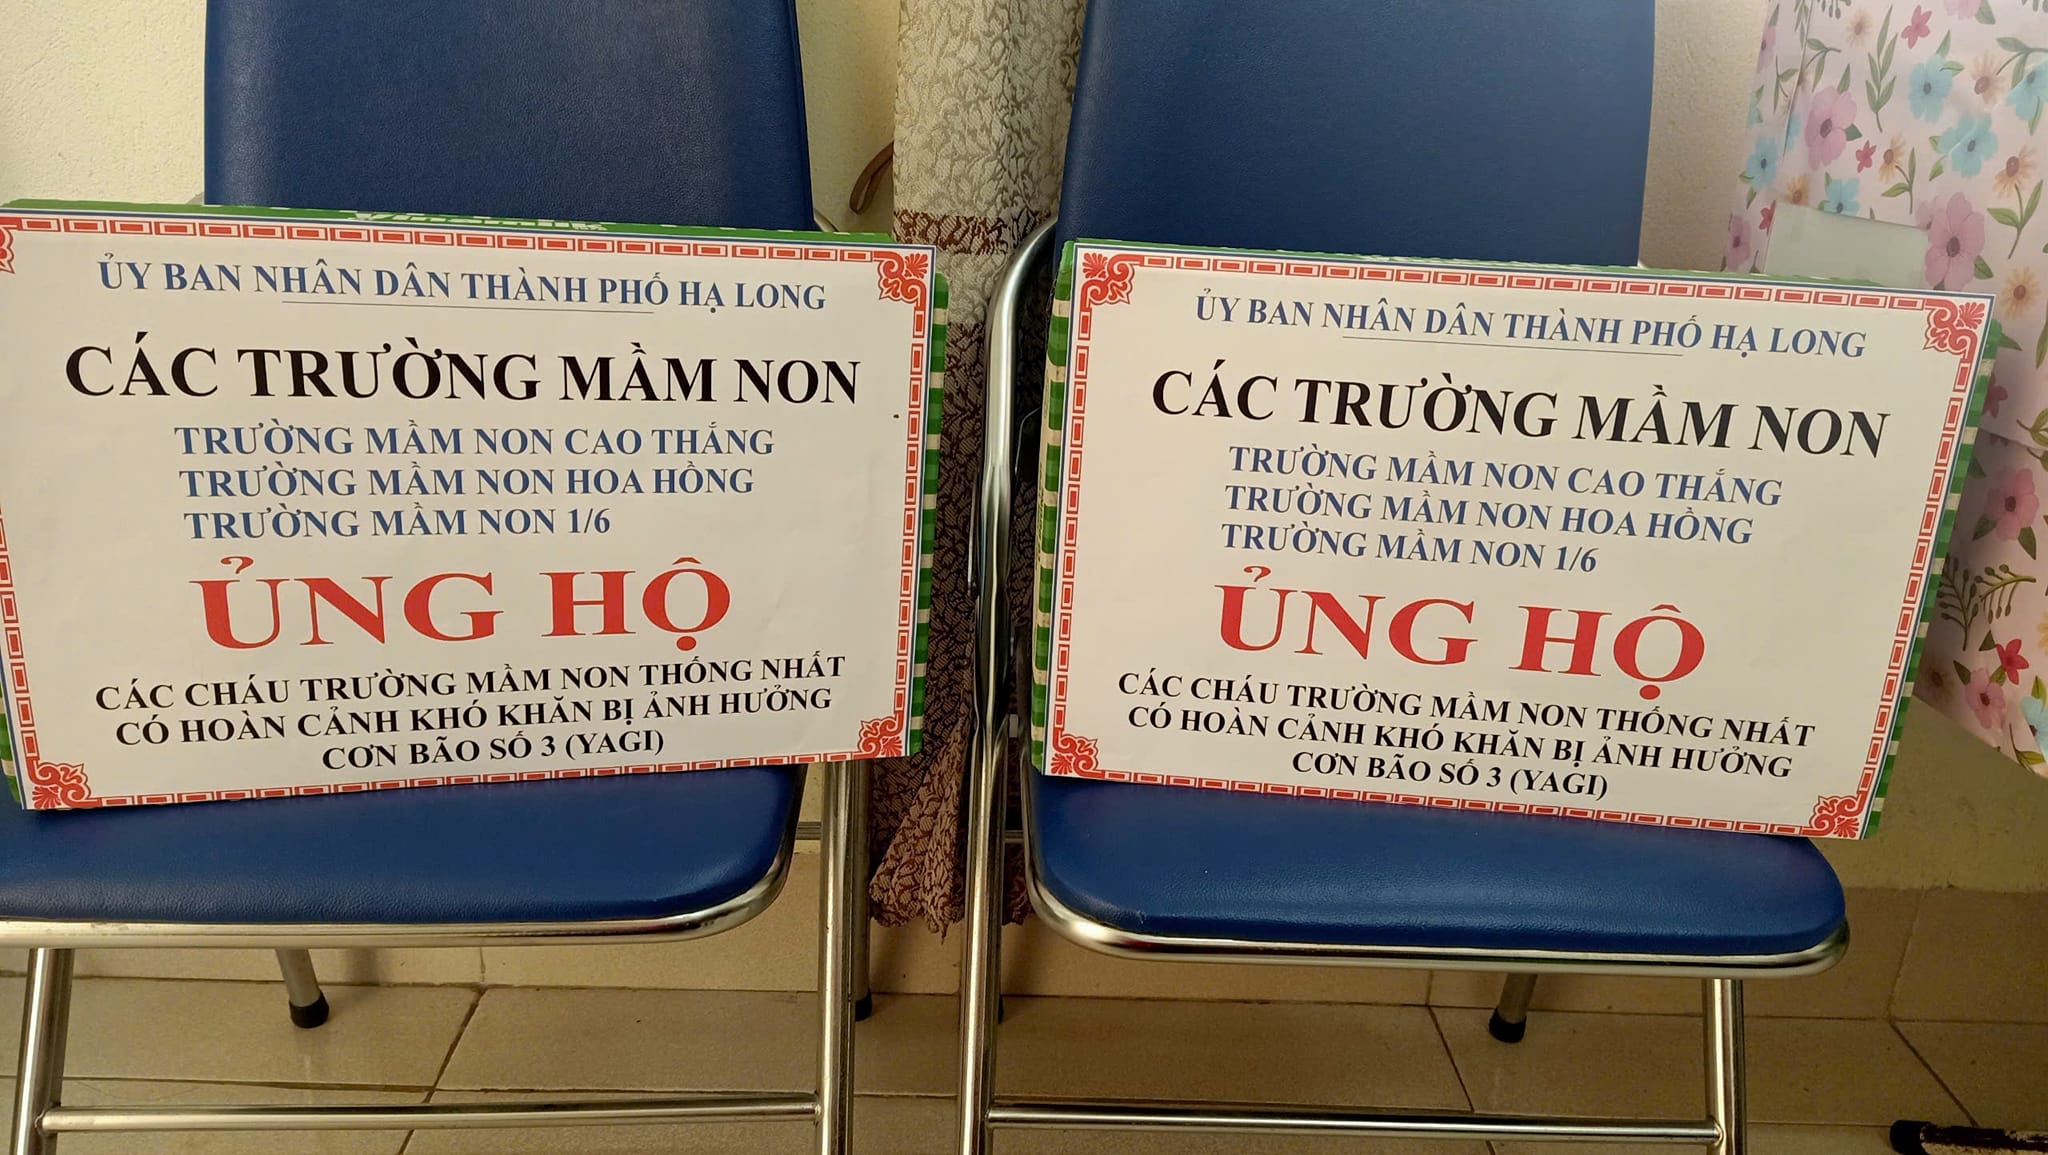 ỦY BAN NHÂN DÂN THÀNH PHỐ HẠ LONG
CÁC TRƯỜNG MẦM NON
TRƯỜNG MẦM NON CAO THẮNG
TRƯỜNG MẦM NON HOA HỒNG
TRƯỜNG MẦM NON 1/6
ỦNG HỘ
CÁC CHÁU TRƯỜNG MẦM NON THỐNG NHẤT
CÓ HOÀN CẢNH KHÓ KHĂN BỊ ẢNH HƯỞNG
CƠN BÃO SỐ 3 (YAGI)
ỦY BAN NHÂN DÂN THÀNH PHỐ HẠ LONG
CÁC TRƯỜNG MẦM NON
TRƯỜNG MẦM NON CAO THẮNG
TRƯỜNG MẦM NON HOA HỒNG
TRƯỜNG MẦM NON 1/6
ỦNG HỘ
CÁC CHÁU TRƯỜNG MẦM NON THỐNG NHẤT
CÓ HOÀN CẢNH KHÓ KHĂN BỊ ẢNH HƯỞNG
CƠN BÃO SỐ 3 (YAGI)